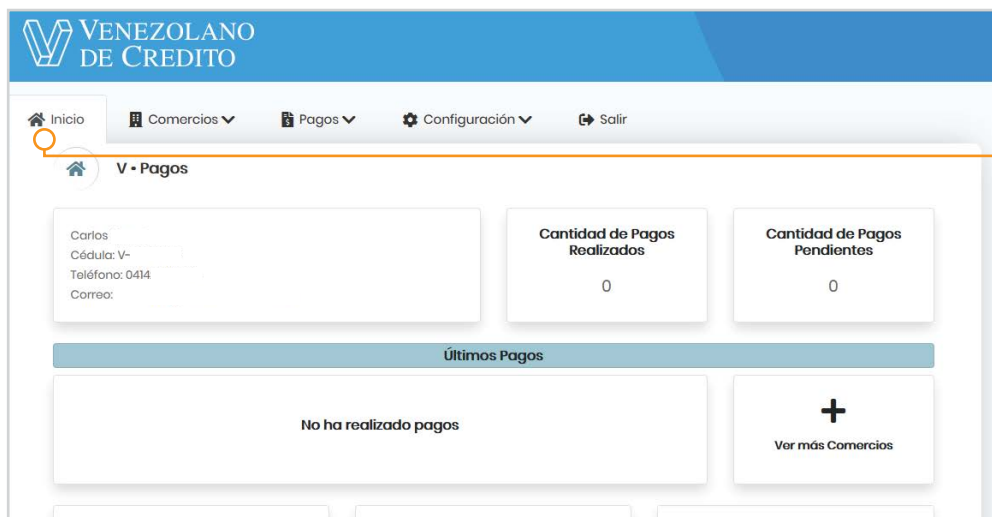 VENEZOLANO
DE CREDITO
Inicio Comercios Pagos Configuración Salir
V • Pagos
Carlos
Cédula: V-
Teléfono: 0414
Correo:
Cantidad de Pagos
Realizados
0
Cantidad de Pagos
Pendientes
0
Últimos Pagos
No ha realizado pagos
Ver más Comercios